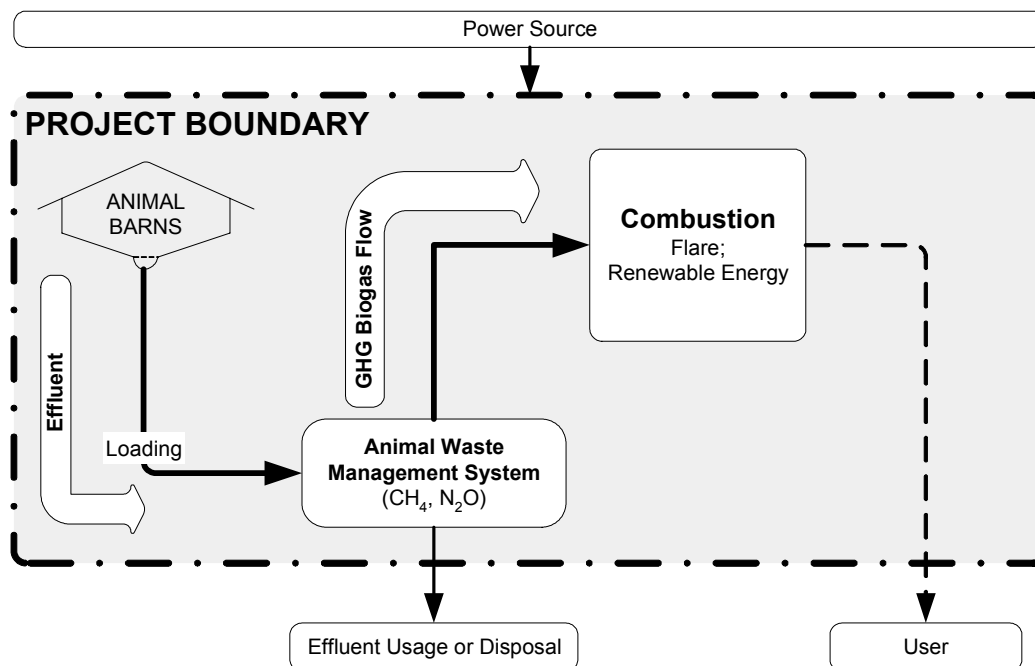 Power Source
PROJECT BOUNDARY
ANIMAL
BARNS
Effluent
Loading
GHG Biogas Flow
Combustion
Flare;
Renewable Energy
Animal Waste
Management System
(CH₄, N₂O)
Effluent Usage or Disposal
User